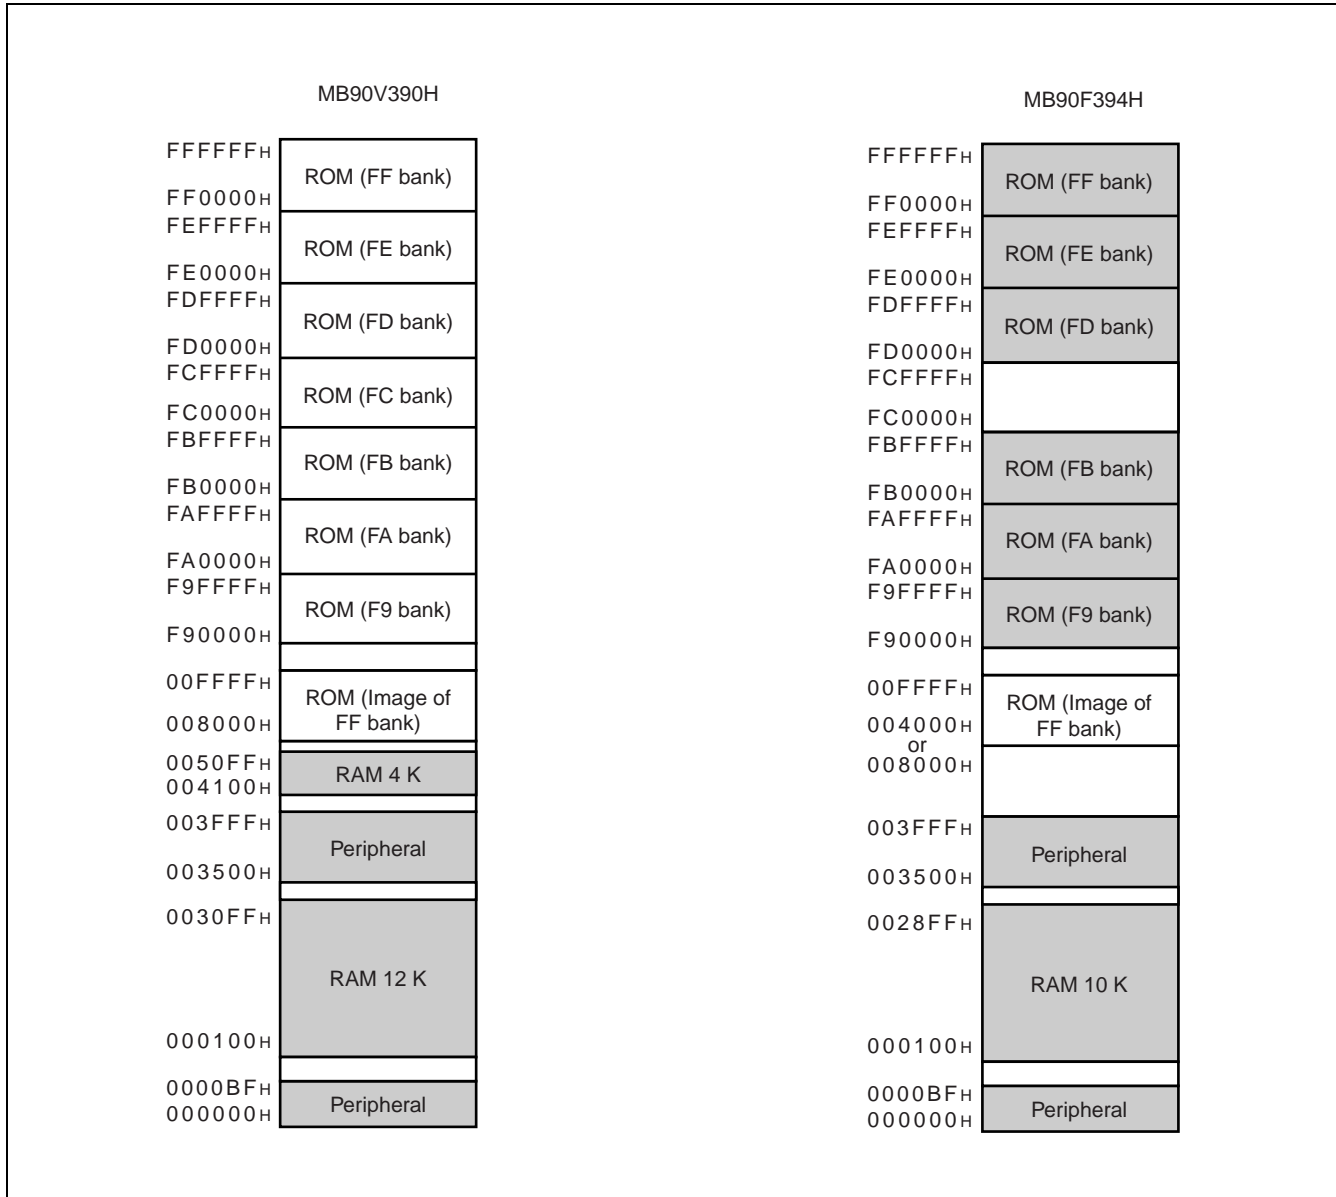 MB90V390H
FFFFFFH
ROM (FF bank)
FF0000H
FEFFFFH
ROM (FE bank)
FE0000H
FDFFFFH
ROM (FD bank)
FD0000H
FCFFFFH
ROM (FC bank)
FC0000H
FBFFFFH
ROM (FB bank)
FB0000H
FAFFFFH
ROM (FA bank)
FA0000H
F9FFFFH
ROM (F9 bank)
F90000H
00FFFFH
ROM (Image of
FF bank)
008000H
0050FFH
RAM 4 K
004100H
003FFFH
Peripheral
003500H
0030FFH
RAM 12 K
000100H
0000BFH
Peripheral
000000H
MB90F394H
FFFFFFH
ROM (FF bank)
FF0000H
FEFFFFH
ROM (FE bank)
FE0000H
FDFFFFH
ROM (FD bank)
FD0000H
FCFFFFH
FC0000H
FBFFFFH
ROM (FB bank)
FB0000H
FAFFFFH
ROM (FA bank)
FA0000H
F9FFFFH
ROM (F9 bank)
F90000H
00FFFFH
ROM (Image of
FF bank)
004000H
or
008000H
003FFFH
Peripheral
003500H
0028FFH
RAM 10 K
000100H
0000BFH
Peripheral
000000H